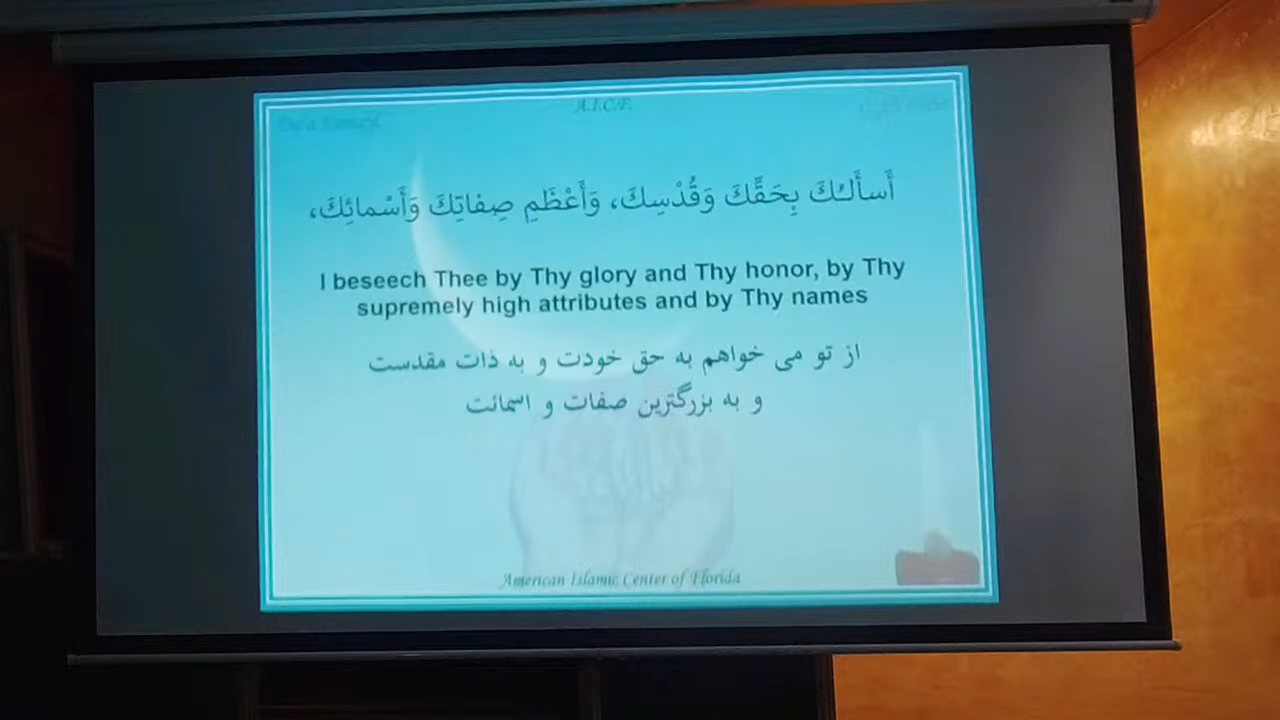 A.I.C.F.
Du'a Kumayl
أَسأَلُكَ بِحَقِّكَ وَقُدْسِكَ، وَأَعْظَمِ صِفاتِكَ وَأَسْمائِكَ،
I beseech Thee by Thy glory and Thy honor, by Thy
supremely high attributes and by Thy names
از تو می خواهم به حق خودت و به ذات مقدست
و به بزرگترین صفات و اسمائت
American Islamic Center of Florida